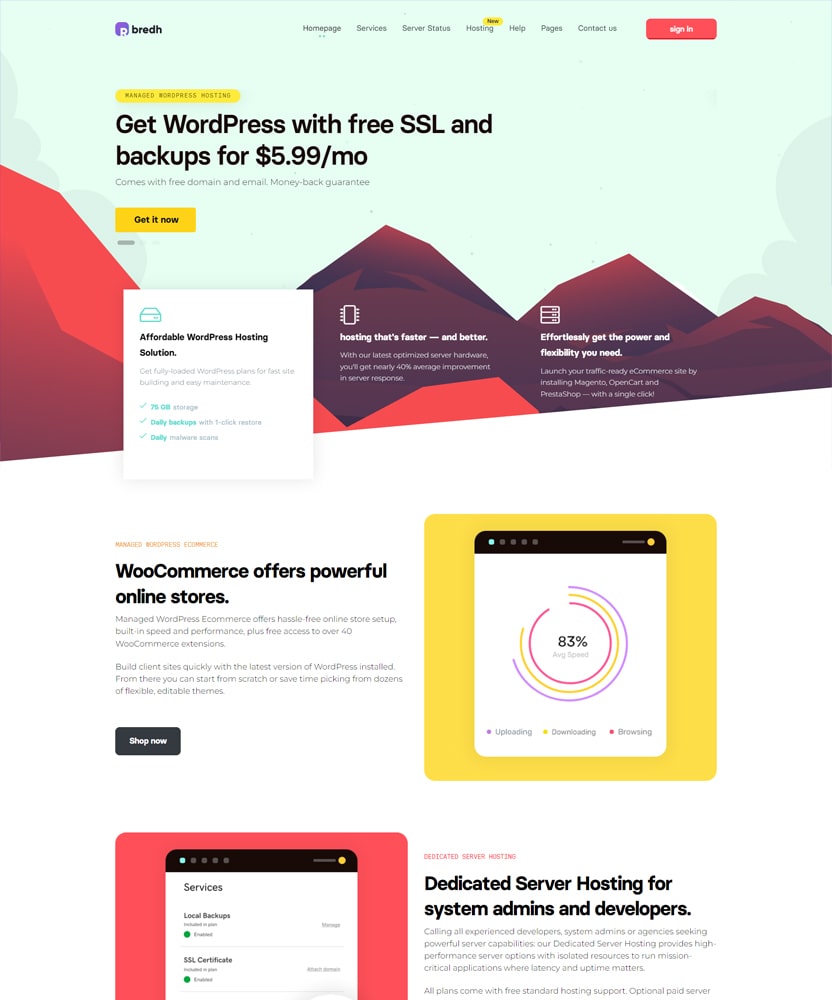 bredh
Homepage
Services
Server Status
Hosting
New
Help
Pages
Contact us
sign in
MANAGED WORDPRESS HOSTING
Get WordPress with free SSL and
backups for $5.99/mo
Comes with free domain and email. Money-back guarantee
Get it now
Affordable WordPress Hosting
Solution.
Get fully-loaded WordPress plans for fast site
building and easy maintenance.
75 GB storage
Daily backups with 1-click restore
Daily malware scans
hosting that's faster — and better.
With our latest optimized server hardware,
you'll get nearly 40% average improvement
in server response.
Effortlessly get the power and
flexibility you need.
Launch your traffic-ready eCommerce site by
installing Magento, OpenCart and
PrestaShop — with a single click!
MANAGED WORDPRESS ECOMMERCE
WooCommerce offers powerful
online stores.
Managed WordPress Ecommerce offers hassle-free online store setup,
built-in speed and performance, plus free access to over 40
WooCommerce extensions.
Build client sites quickly with the latest version of WordPress installed.
From there you can start from scratch or save time picking from dozens
of flexible, editable themes.
Shop now
83%
Avg Speed
Uploading
Downloading
Browsing
Services
Local Backups
Included in plan
Manage
Enabled
SSL Certificate
Included in plan
Attach domain
Enabled
DEDICATED SERVER HOSTING
Dedicated Server Hosting for
system admins and developers.
Calling all experienced developers, system admins or agencies seeking
powerful server capabilities: our Dedicated Server Hosting provides high-
performance server options with isolated resources to run mission-
critical applications where latency and uptime matters.
All plans come with free standard hosting support. Optional paid server